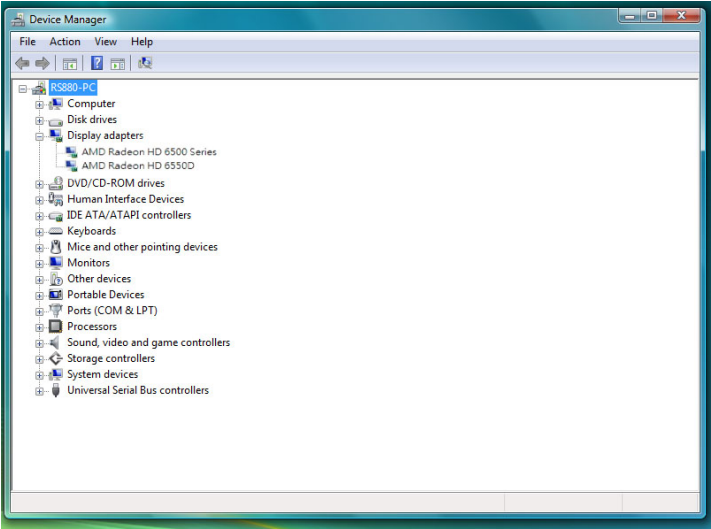 Device Manager
File Action View Help
RS880-PC
Computer
Disk drives
Display adapters
AMD Radeon HD 6500 Series
AMD Radeon HD 6550D
DVD/CD-ROM drives
Human Interface Devices
IDE ATA/ATAPI controllers
Keyboards
Mice and other pointing devices
Monitors
Other devices
Portable Devices
Ports (COM & LPT)
Processors
Sound, video and game controllers
Storage controllers
System devices
Universal Serial Bus controllers